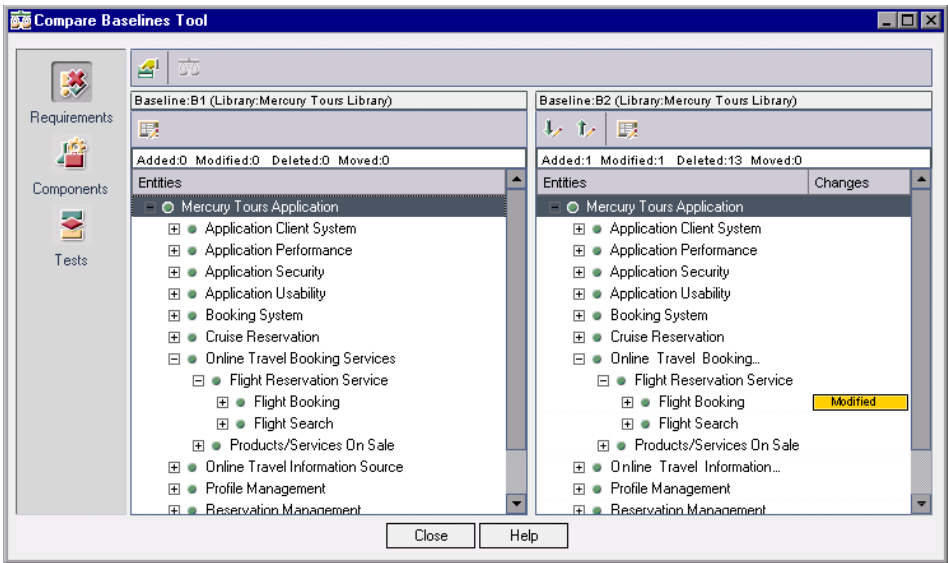 Compare Baselines Tool
Requirements
Components
Tests
Baseline:B1 (Library:Mercury Tours Library)
Added:0 Modified:0 Deleted:0 Moved:0
Entities
Mercury Tours Application
Application Client System
Application Performance
Application Security
Application Usability
Booking System
Cruise Reservation
Online Travel Booking Services
Flight Reservation Service
Flight Booking
Flight Search
Products/Services On Sale
Online Travel Information Source
Profile Management
Reservation Management
Baseline:B2 (Library:Mercury Tours Library)
Added:1 Modified:1 Deleted:13 Moved:0
Entities Changes
Mercury Tours Application
Application Client System
Application Performance
Application Security
Application Usability
Booking System
Cruise Reservation
Online Travel Booking...
Flight Reservation Service
Flight Booking Modified
Flight Search
Products/Services On Sale
Online Travel Information...
Profile Management
Reservation Management
Close Help